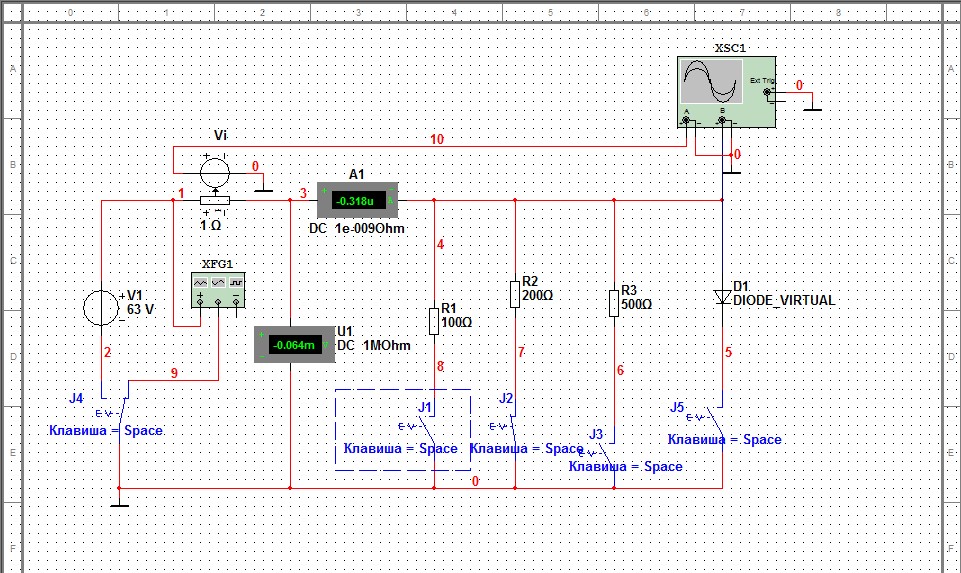 0 1 2 3 4 5 6 7 8
A A
B B
C C
D D
E E
F F
XSC1
Ext Trig
A B
0
0
10
Vi
0
1
1 Ω
3
A1
-0.318u
DC 1e-009Ohm
XFG1
V1
63 V
2
9
U1
-0.064m
DC 1MOhm
4
R1
100Ω
8
R2
200Ω
7
R3
500Ω
6
D1
DIODE_VIRTUAL
5
J4
Клавиша = Space
J1
Клавиша = Space
J2
Клавиша = Space
J3
Клавиша = Space
J5
Клавиша = Space
0